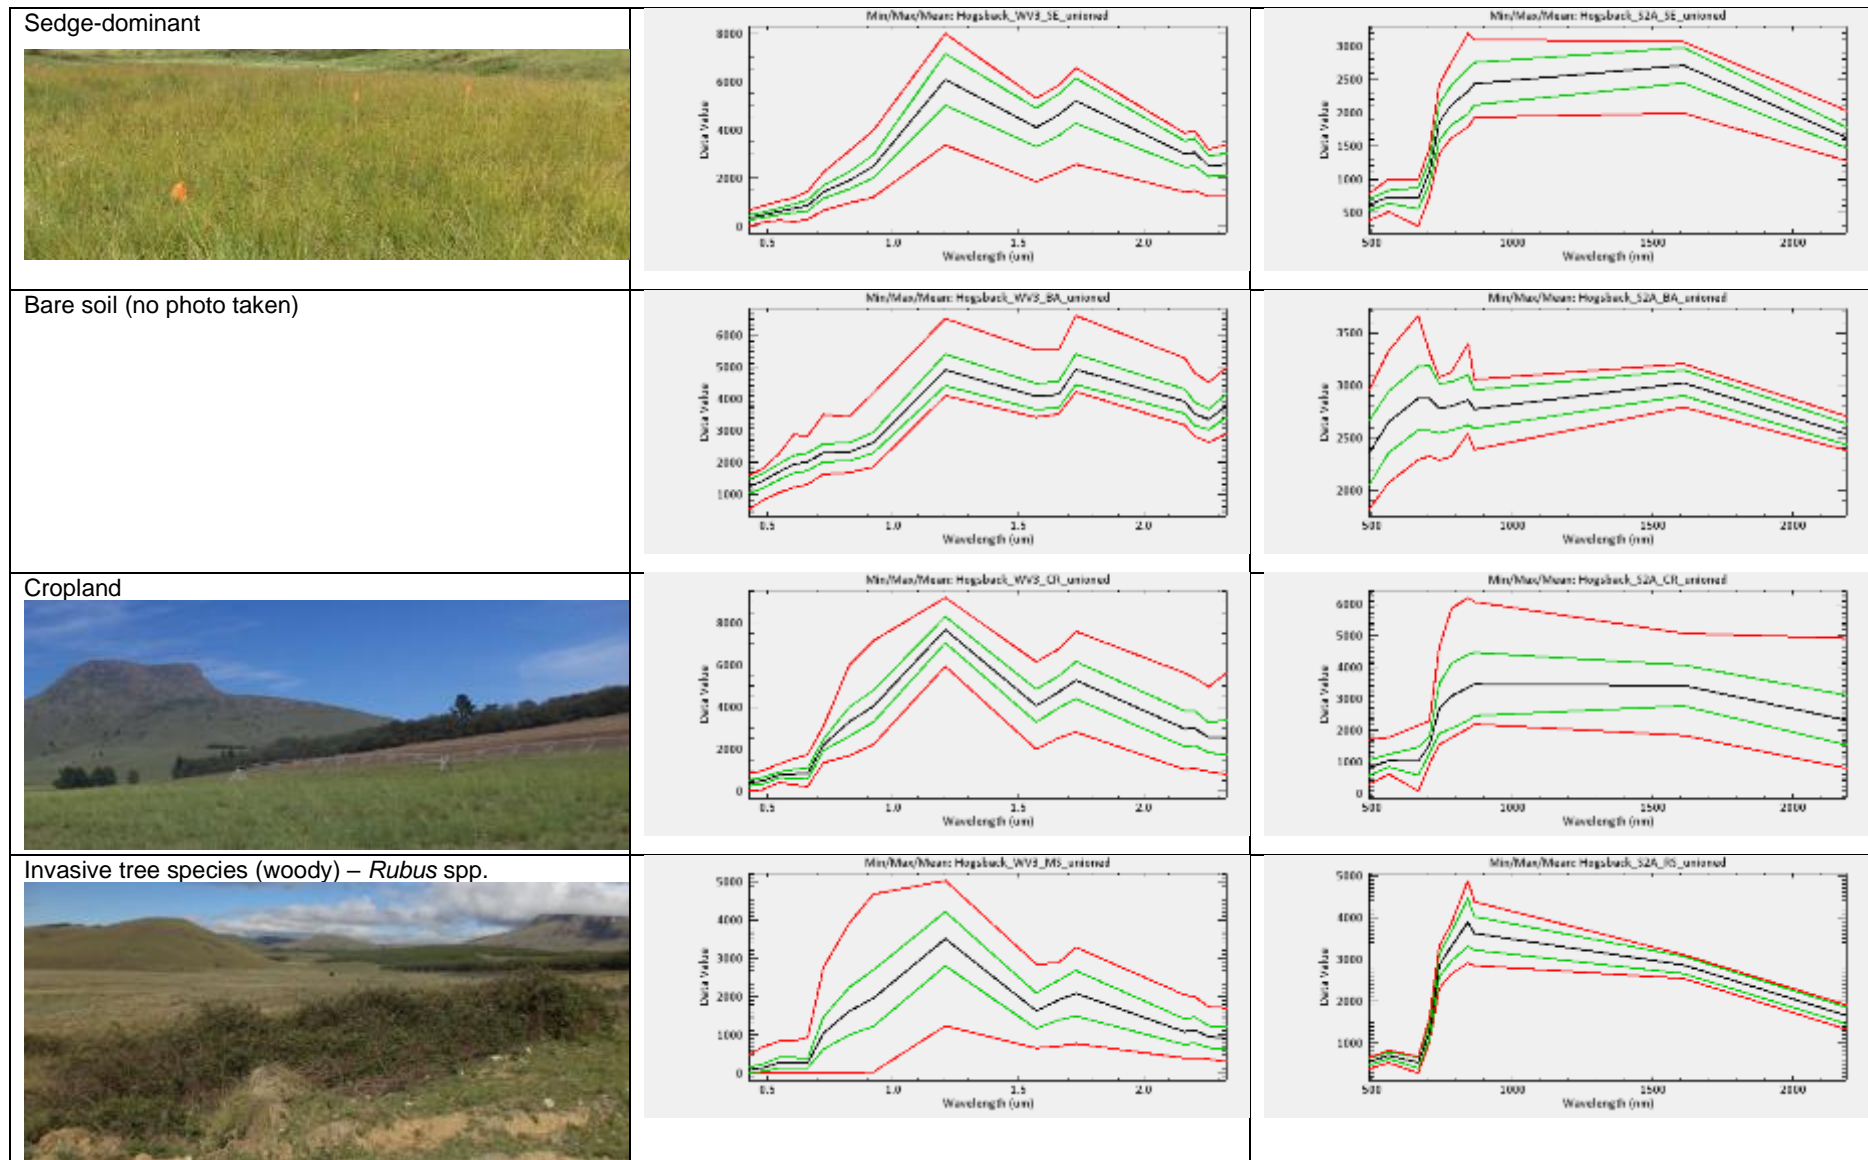 Sedge-dominant
Min/Max/Mean: Hogsback_WV3_SE_unioned
8000
6000
4000
2000
0
Data Value
0.5 1.0 1.5 2.0
Wavelength (um)
Min/Max/Mean: Hogsback_S2A_SE_unioned
3000
2500
2000
1500
1000
500
Data Value
500 1000 1500 2000
Wavelength (nm)
Bare soil (no photo taken)
Min/Max/Mean: Hogsback_WV3_BA_unioned
6000
5000
4000
3000
2000
1000
Data Value
0.5 1.0 1.5 2.0
Wavelength (um)
Min/Max/Mean: Hogsback_S2A_BA_unioned
3500
3000
2500
2000
Data Value
500 1000 1500 2000
Wavelength (nm)
Cropland
Min/Max/Mean: Hogsback_WV3_CR_unioned
8000
6000
4000
2000
0
Data Value
0.5 1.0 1.5 2.0
Wavelength (um)
Min/Max/Mean: Hogsback_S2A_CR_unioned
6000
5000
4000
3000
2000
1000
0
Data Value
500 1000 1500 2000
Wavelength (nm)
Invasive tree species (woody) – Rubus spp.
Min/Max/Mean: Hogsback_WV3_MS_unioned
5000
4000
3000
2000
1000
0
Data Value
0.5 1.0 1.5 2.0
Wavelength (um)
Min/Max/Mean: Hogsback_S2A_RS_unioned
5000
4000
3000
2000
1000
Data Value
500 1000 1500 2000
Wavelength (nm)